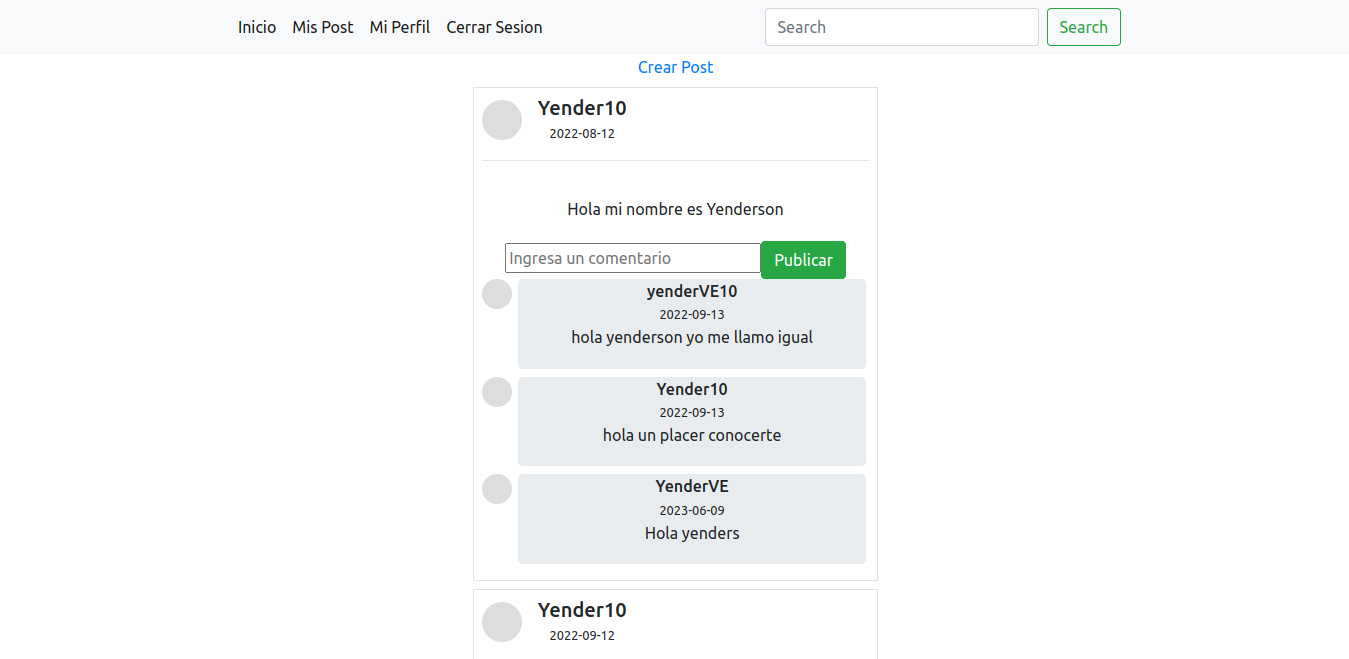 Inicio Mis Post Mi Perfil Cerrar Sesion Search Search
Crear Post
Yender10
2022-08-12
Hola mi nombre es Yenderson
Ingresa un comentario Publicar
yenderVE10
2022-09-13
hola yenderson yo me llamo igual
Yender10
2022-09-13
hola un placer conocerte
YenderVE
2023-06-09
Hola yenders
Yender10
2022-09-12